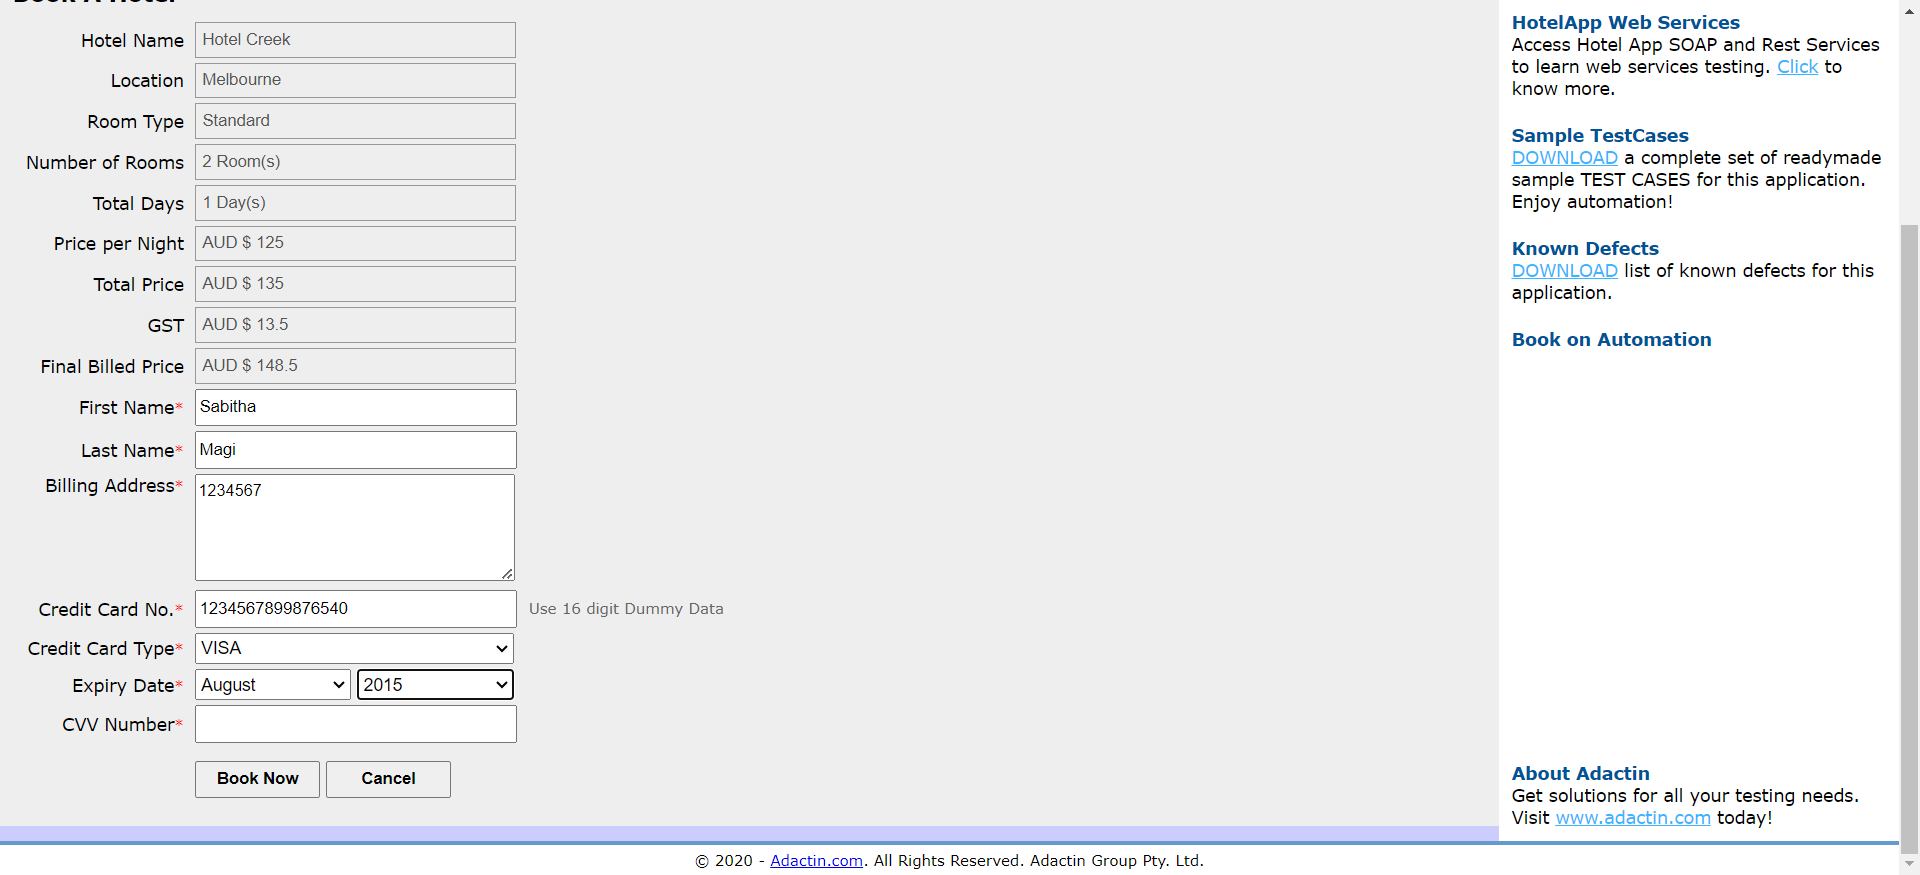 Book A Hotel
Hotel Name Hotel Creek
Location Melbourne
Room Type Standard
Number of Rooms 2 Room(s)
Total Days 1 Day(s)
Price per Night AUD $ 125
Total Price AUD $ 135
GST AUD $ 13.5
Final Billed Price AUD $ 148.5
First Name* Sabitha
Last Name* Magi
Billing Address* 1234567
Credit Card No.* 1234567899876540 Use 16 digit Dummy Data
Credit Card Type* VISA
Expiry Date* August 2015
CVV Number*
Book Now Cancel
HotelApp Web Services
Access Hotel App SOAP and Rest Services
to learn web services testing. Click to
know more.
Sample TestCases
DOWNLOAD a complete set of readymade
sample TEST CASES for this application.
Enjoy automation!
Known Defects
DOWNLOAD list of known defects for this
application.
Book on Automation
About Adactin
Get solutions for all your testing needs.
Visit www.adactin.com today!
© 2020 - Adactin.com. All Rights Reserved. Adactin Group Pty. Ltd.